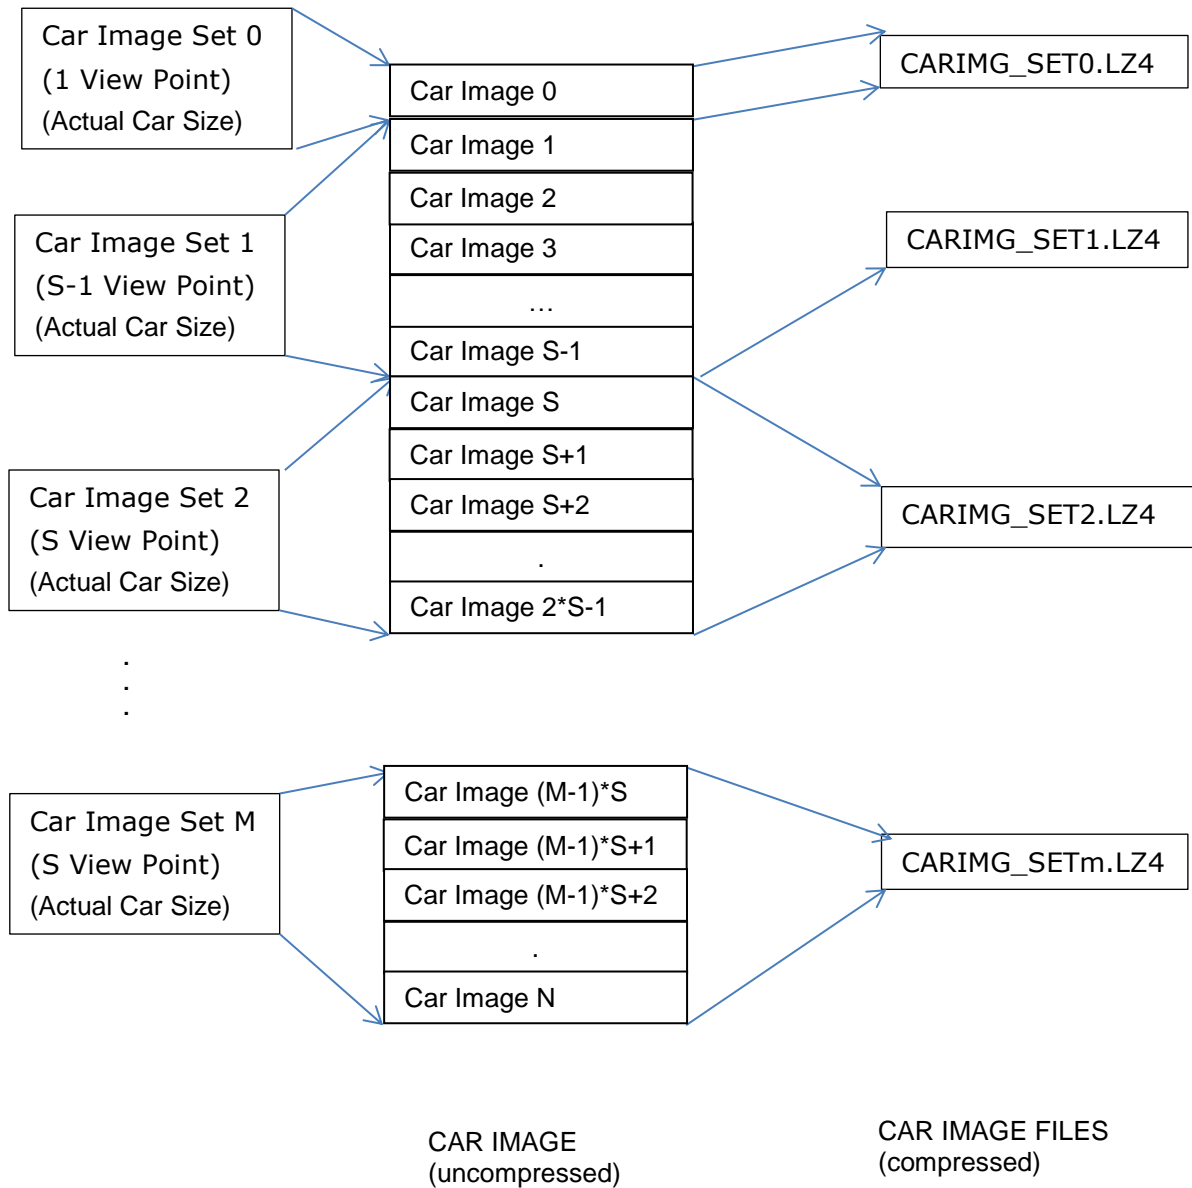 Car Image Set 0
(1 View Point)
(Actual Car Size)
Car Image Set 1
(S-1 View Point)
(Actual Car Size)
Car Image Set 2
(S View Point)
(Actual Car Size)
.
.
.
Car Image Set M
(S View Point)
(Actual Car Size)
Car Image 0
Car Image 1
Car Image 2
Car Image 3
…
Car Image S-1
Car Image S
Car Image S+1
Car Image S+2
.
Car Image 2*S-1
Car Image (M-1)*S
Car Image (M-1)*S+1
Car Image (M-1)*S+2
.
Car Image N
CAR IMAGE
(uncompressed)
CARIMG_SET0.LZ4
CARIMG_SET1.LZ4
CARIMG_SET2.LZ4
CARIMG_SETm.LZ4
CAR IMAGE FILES
(compressed)